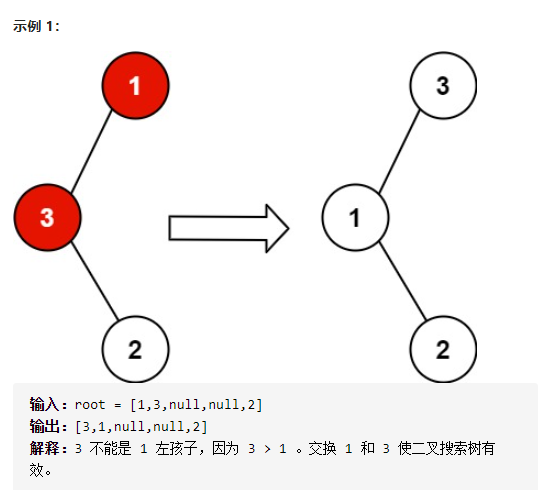 示例 1：
1
3
3
1
2
2
输入：root = [1,3,null,null,2]
输出：[3,1,null,null,2]
解释：3 不能是 1 左孩子，因为 3 > 1 。交换 1 和 3 使二叉搜索树有
效。